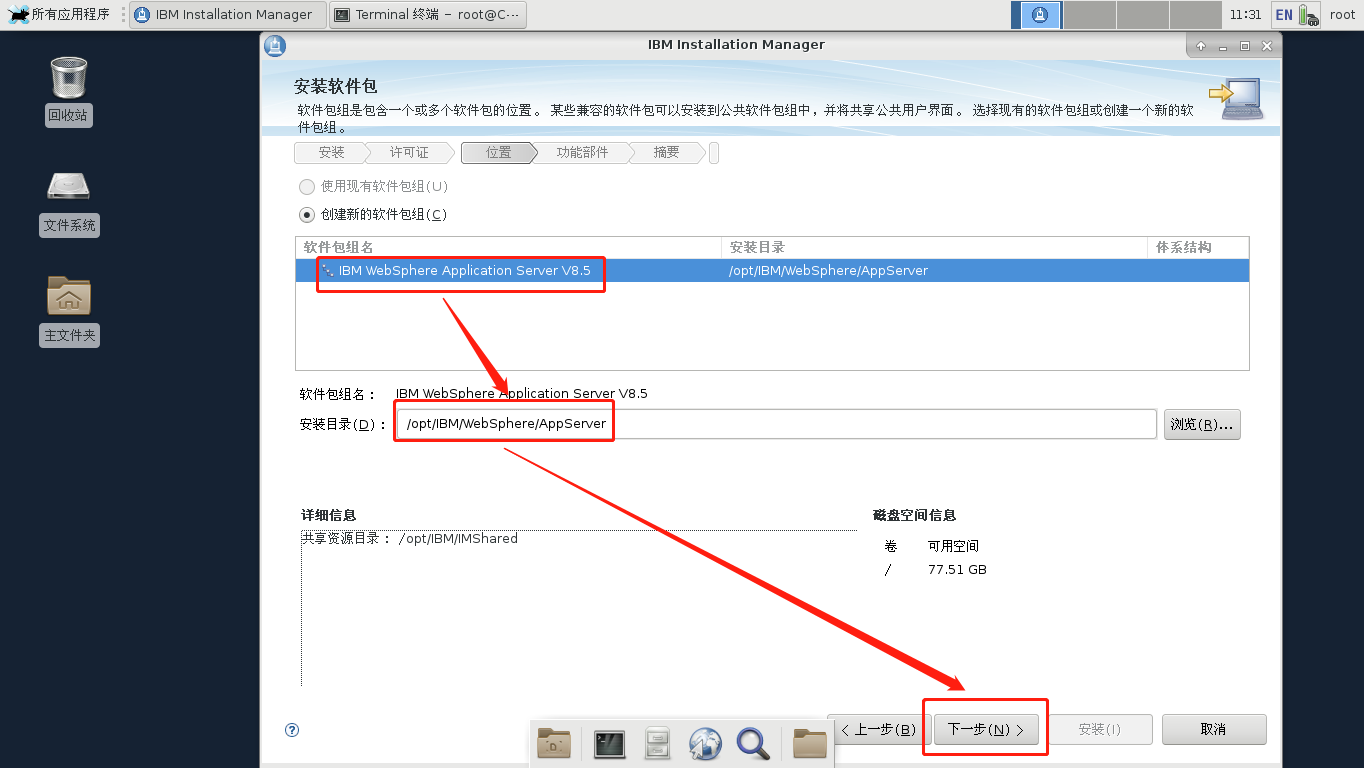 所有应用程序
IBM Installation Manager
Terminal 终端 - root@C···
11:31
EN
root
IBM Installation Manager
回收站
文件系统
主文件夹
安装软件包
软件包组是包含一个或多个软件包的位置。 某些兼容的软件包可以安装到公共软件包组中，并将共享公共用户界面。 选择现有的软件包组或创建一个新的软
件包组。
安装 许可证 位置 功能部件 摘要
使用现有软件包组(U)
创建新的软件包组(C)
软件包组名 安装目录 体系结构
IBM WebSphere Application Server V8.5 /opt/IBM/WebSphere/AppServer
软件包组名： IBM WebSphere Application Server V8.5
安装目录(D)： /opt/IBM/WebSphere/AppServer 浏览(R)...
详细信息
共享资源目录： /opt/IBM/IMShared
磁盘空间信息
卷 可用空间
/ 77.51 GB
?
< 上一步(B) 下一步(N) > 安装(I) 取消